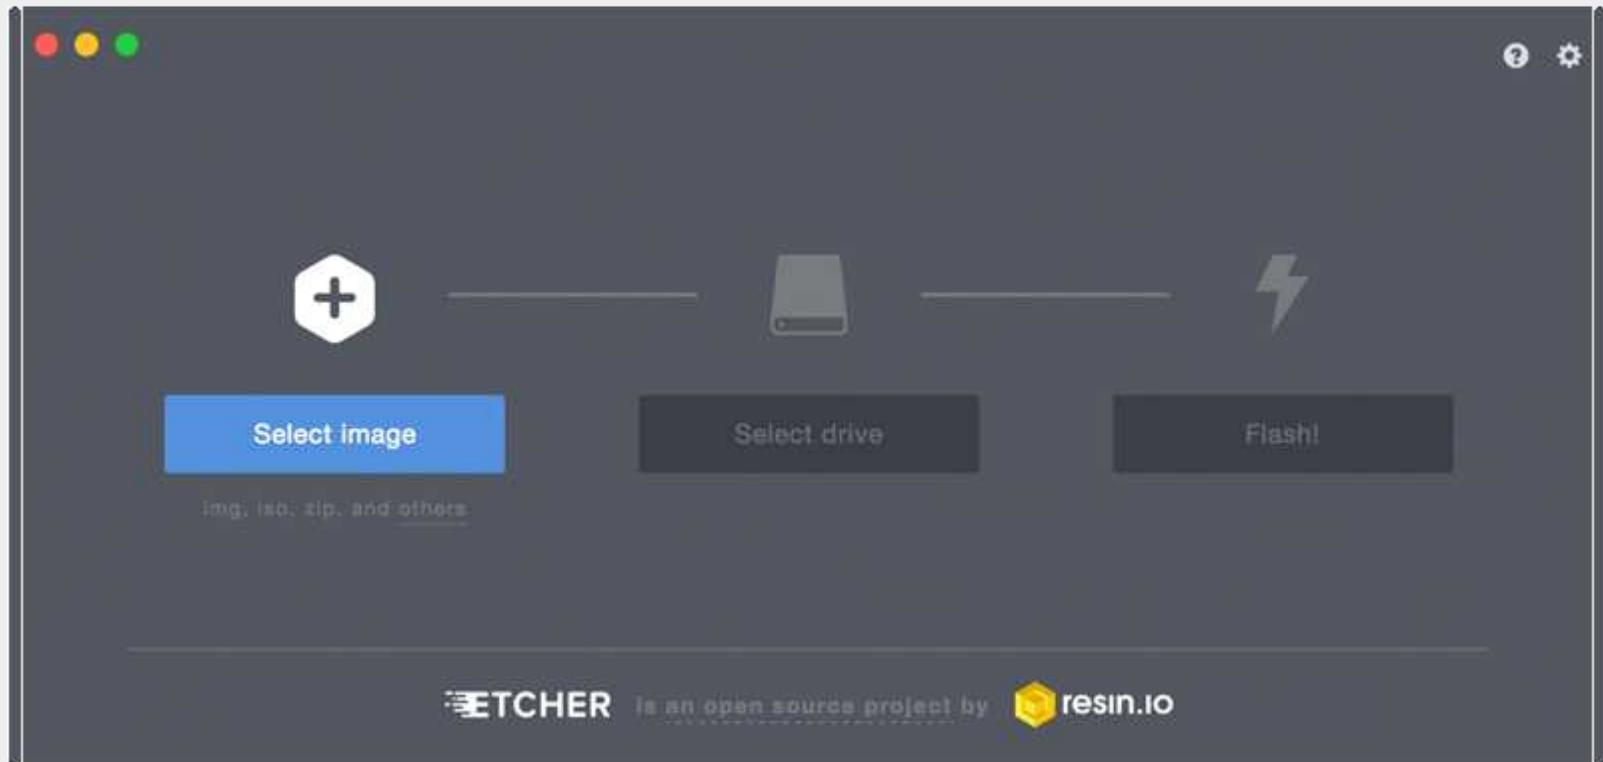 Select image
Select drive
Flash!
img, iso, zip, and others
ETCHER is an open source project by resin.io